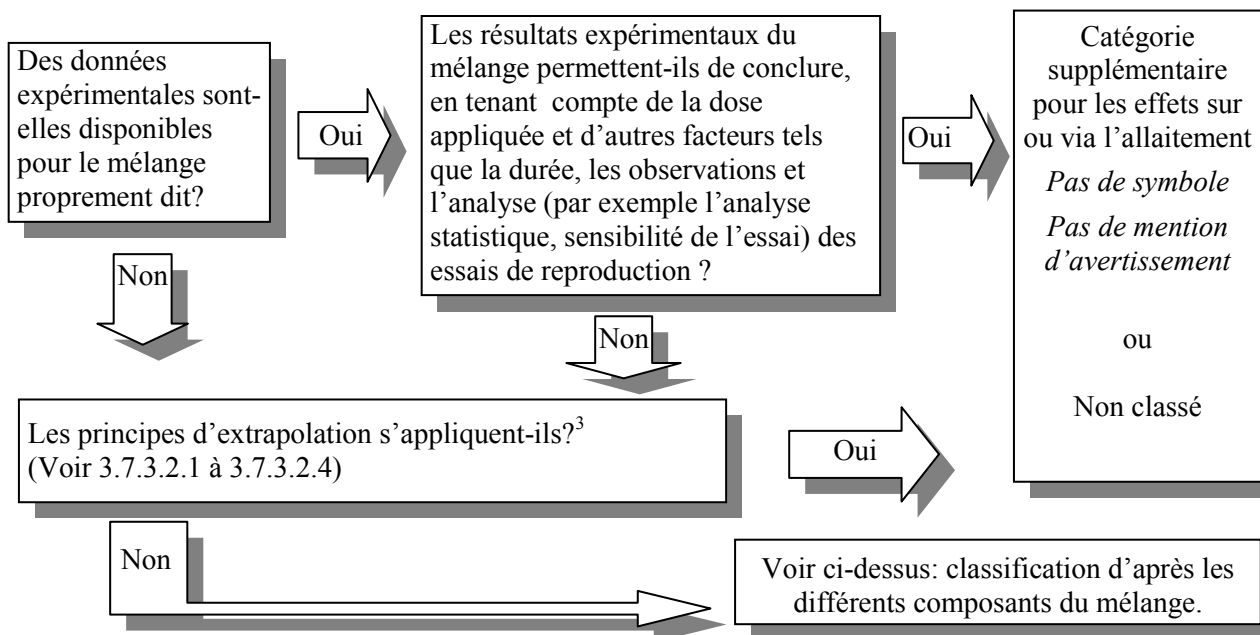 Des données
expérimentales sont-
elles disponibles
pour le mélange
proprement dit?
Oui
Les résultats expérimentaux du
mélange permettent-ils de conclure,
en tenant compte de la dose
appliquée et d’autres facteurs tels
que la durée, les observations et
l’analyse (par exemple l’analyse
statistique, sensibilité de l’essai) des
essais de reproduction ?
Oui
Catégorie
supplémentaire
pour les effets sur
ou via l’allaitement
Pas de symbole
Pas de mention
d’avertissement
ou
Non classé
Non
Non
Les principes d’extrapolation s’appliquent-ils?³
(Voir 3.7.3.2.1 à 3.7.3.2.4)
Oui
Non
Voir ci-dessus: classification d’après les
différents composants du mélange.